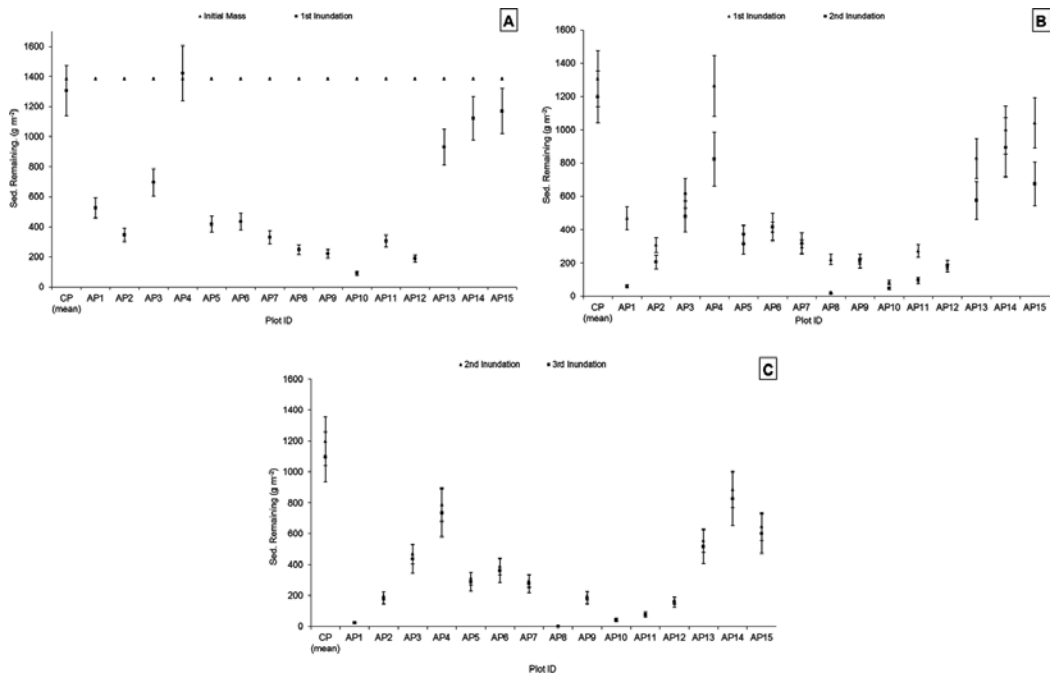 Initial Mass 1st Inundation
A
1600
1400
1200
1000
800
600
400
200
0
Sed. Remaining. (g m-2)
CP (mean) AP1 AP2 AP3 AP4 AP5 AP6 AP7 AP8 AP9 AP10 AP11 AP12 AP13 AP14 AP15
Plot ID
1st Inundation 2nd Inundation
B
1600
1400
1200
1000
800
600
400
200
0
Sed. Remaining (g m-2)
CP (mean) AP1 AP2 AP3 AP4 AP5 AP6 AP7 AP8 AP9 AP10 AP11 AP12 AP13 AP14 AP15
Plot ID
2nd Inundation 3rd Inundation
C
1600
1400
1200
1000
800
600
400
200
0
Sed. Remaining (g m-2)
CP (mean) AP1 AP2 AP3 AP4 AP5 AP6 AP7 AP8 AP9 AP10 AP11 AP12 AP13 AP14 AP15
Plot ID